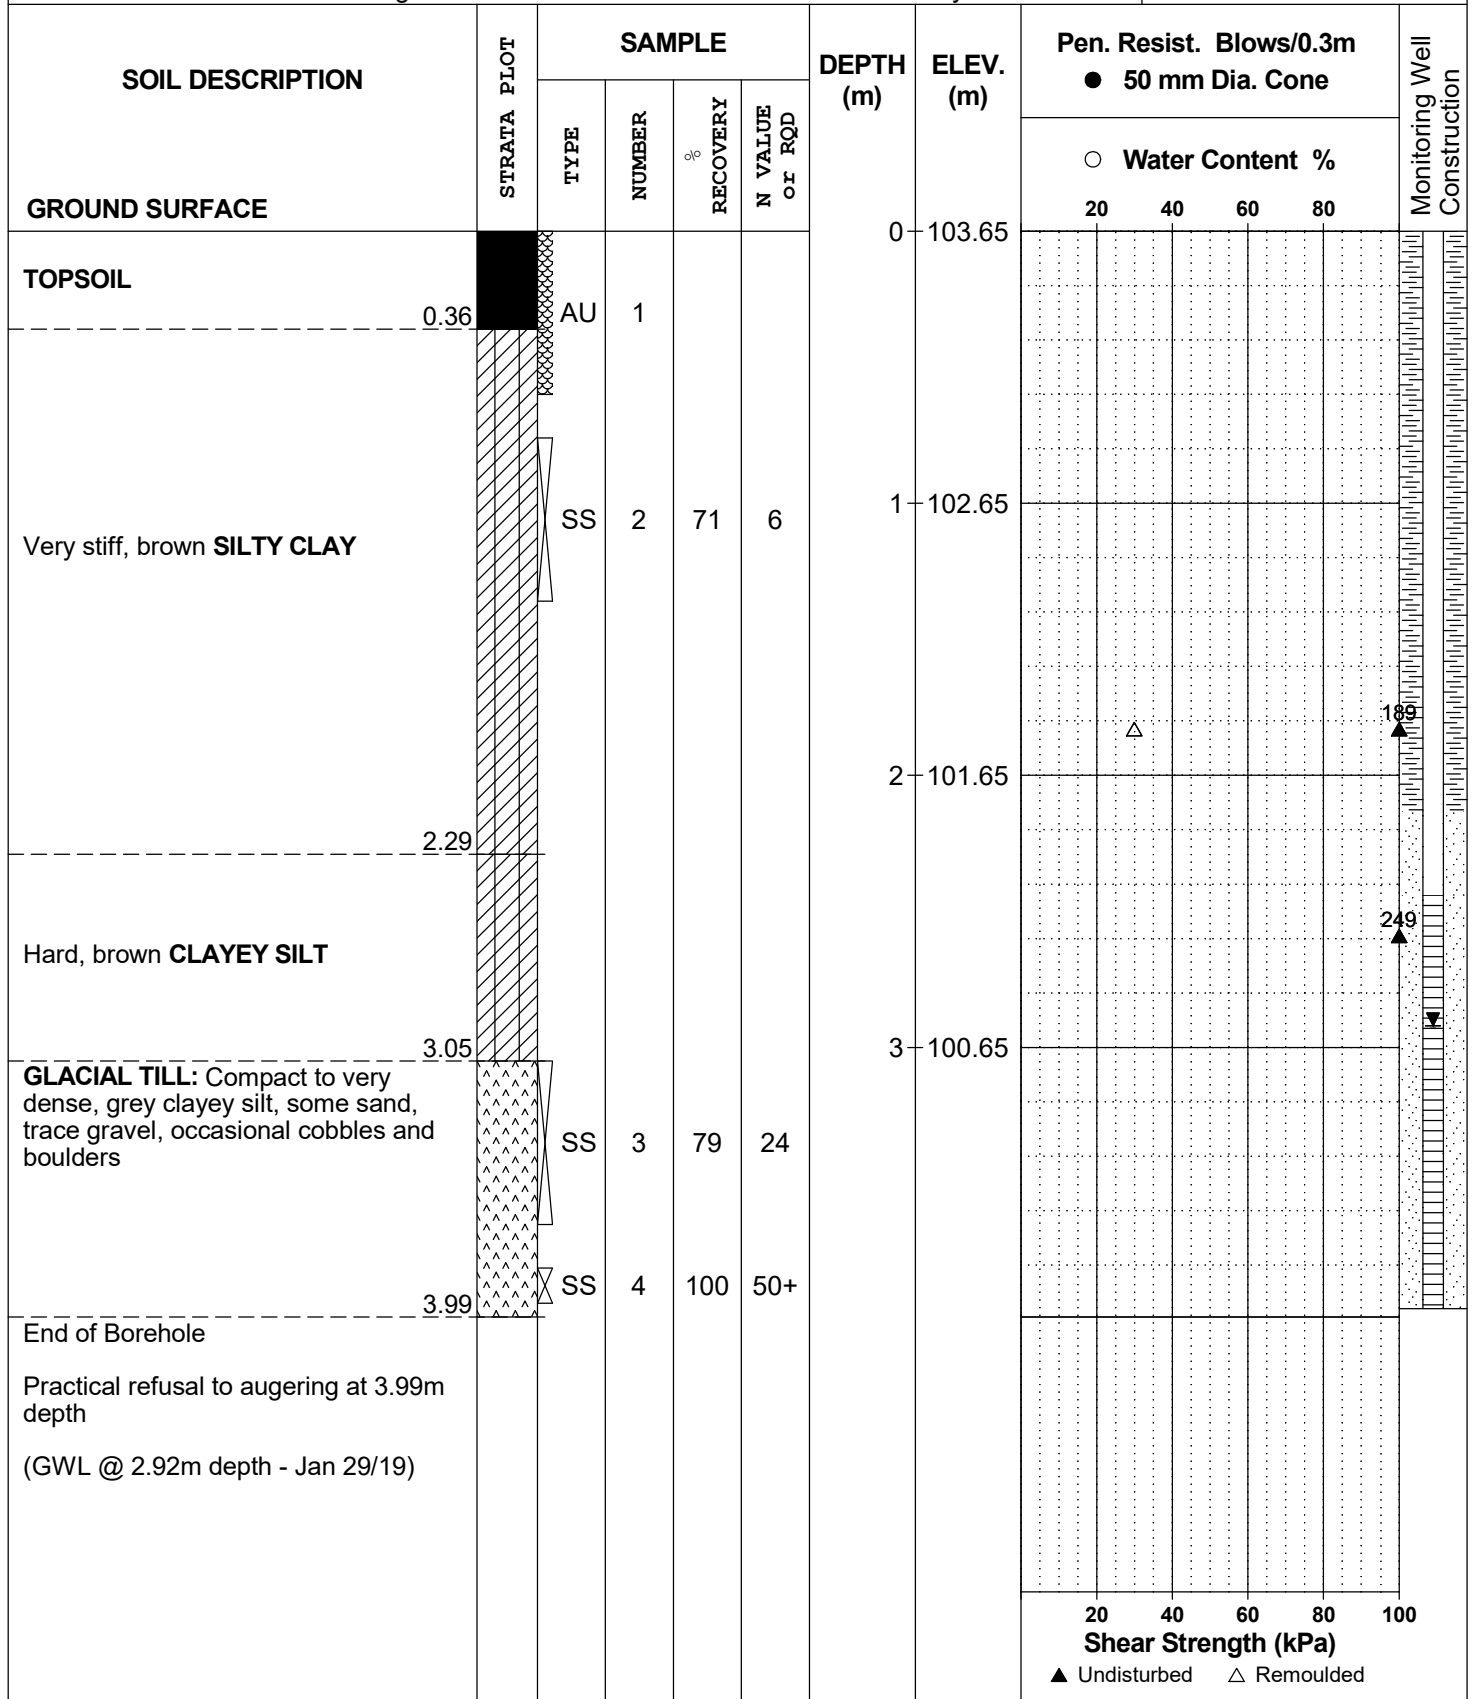 SOIL DESCRIPTION
GROUND SURFACE
STRATA PLOT
SAMPLE
TYPE
NUMBER
%
RECOVERY
N VALUE
or RQD
DEPTH
(m)
ELEV.
(m)
Pen. Resist. Blows/0.3m
● 50 mm Dia. Cone
○ Water Content %
20 40 60 80
Monitoring Well
Construction
0 103.65
TOPSOIL
0.36
AU 1
1 102.65
SS 2 71 6
Very stiff, brown SILTY CLAY
189
2 101.65
2.29
249
Hard, brown CLAYEY SILT
3.05
3 100.65
GLACIAL TILL: Compact to very
dense, grey clayey silt, some sand,
trace gravel, occasional cobbles and
boulders
SS 3 79 24
SS 4 100 50+
3.99
End of Borehole
Practical refusal to augering at 3.99m
depth
(GWL @ 2.92m depth - Jan 29/19)
20 40 60 80 100
Shear Strength (kPa)
▲ Undisturbed △ Remoulded